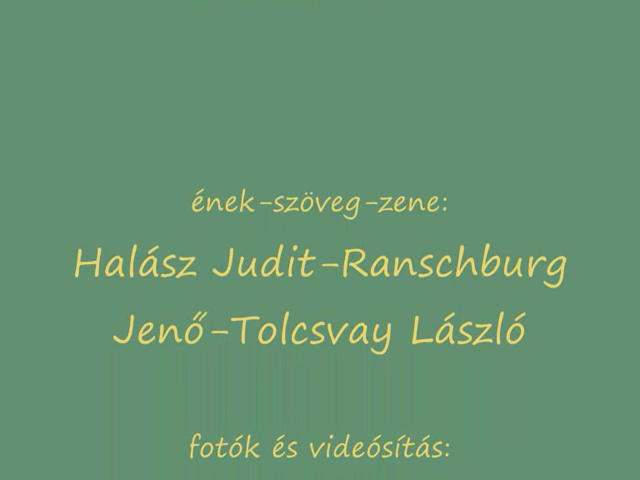 ének-szöveg-zene:
Halász Judit-Ranschburg
Jenő-Tolcsvay László
fotók és videósítás: